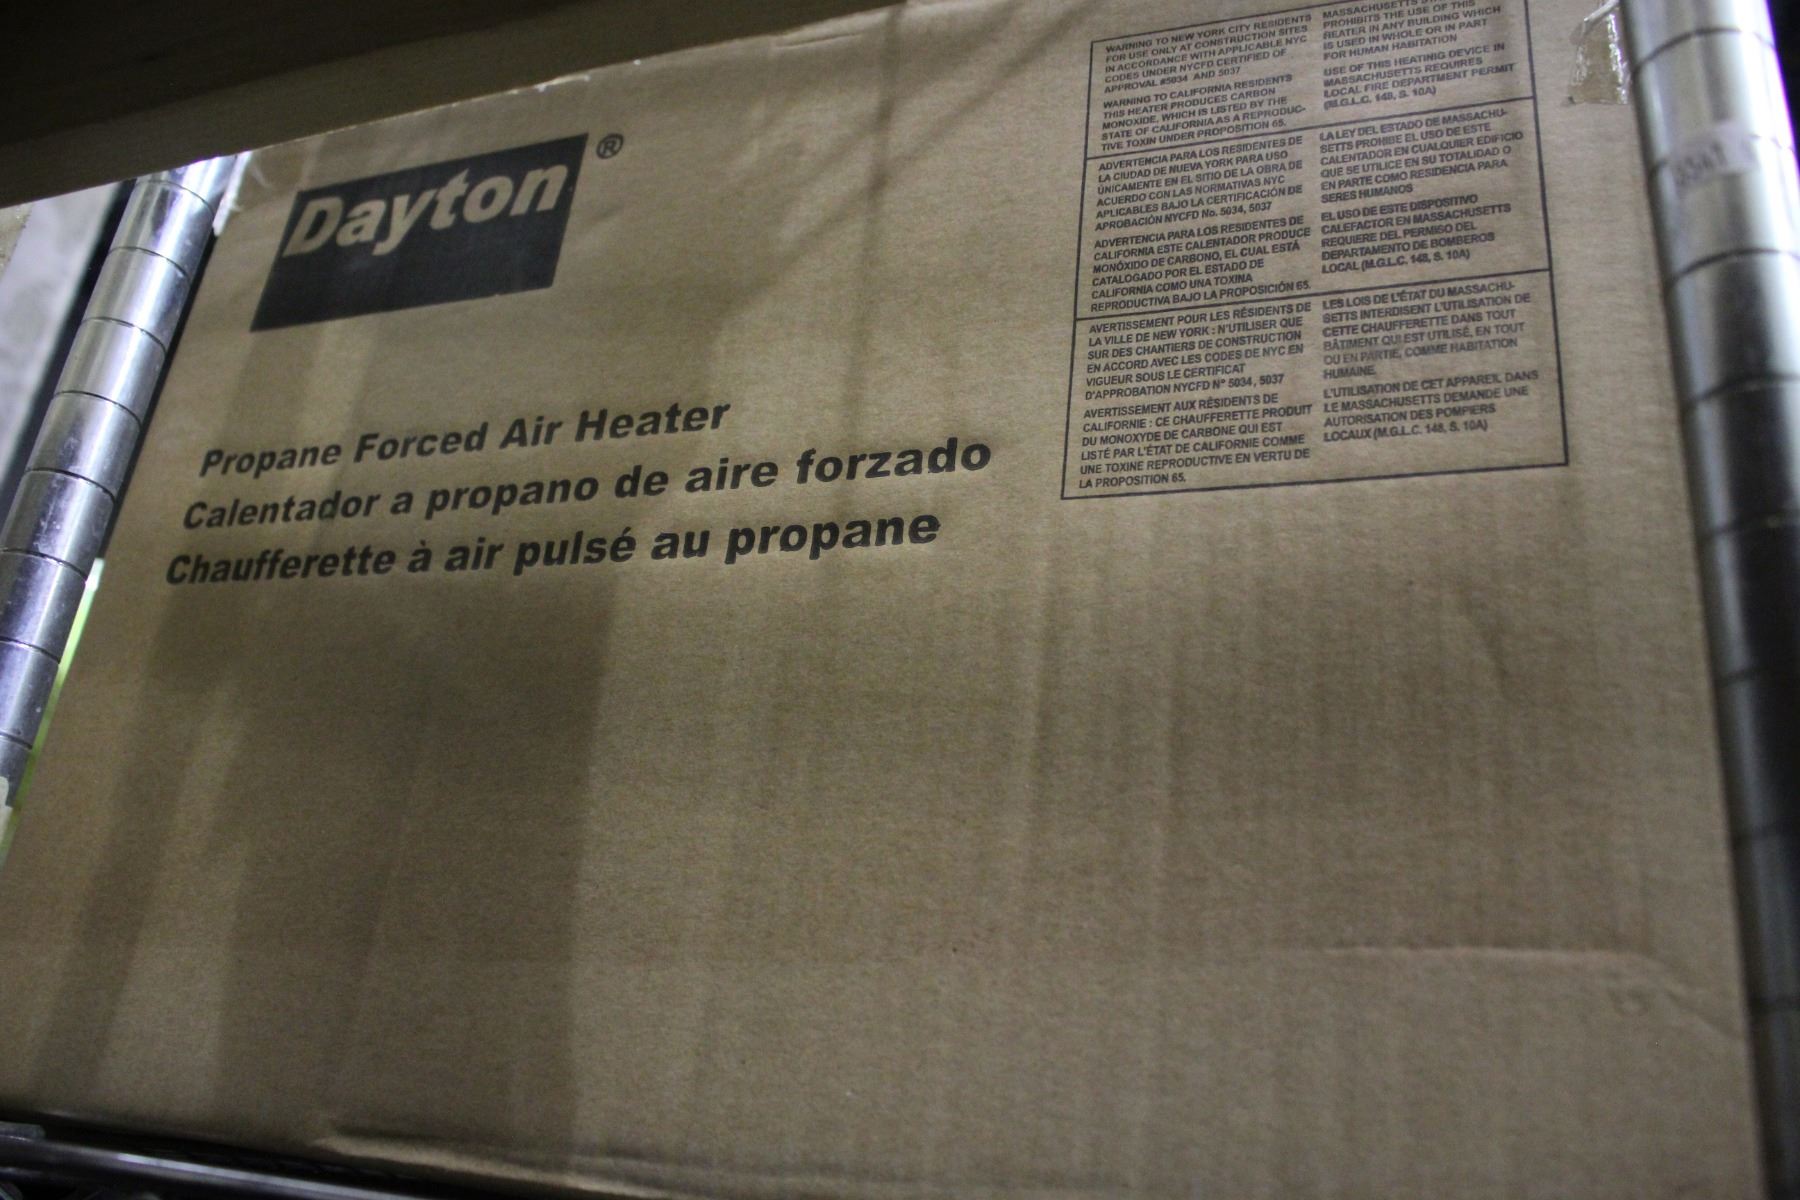 Dayton®
Propane Forced Air Heater
Calentador a propano de aire forzado
Chaufferette à air pulsé au propane
WARNING TO NEW YORK CITY RESIDENTS
FOR USE ONLY AT CONSTRUCTION SITES
IN ACCORDANCE WITH APPLICABLE NYC
CODES UNDER NYCFD CERTIFIED OF
APPROVAL #5034 AND 5037
WARNING TO CALIFORNIA RESIDENTS
THIS HEATER PRODUCES CARBON
MONOXIDE, WHICH IS LISTED BY THE
STATE OF CALIFORNIA AS A REPRODUC-
TIVE TOXIN UNDER PROPOSITION 65.
MASSACHUSETTS
PROHIBITS THE USE OF THIS
HEATER IN ANY BUILDING WHICH
IS USED IN WHOLE OR IN PART
FOR HUMAN HABITATION
USE OF THIS HEATINIG DEVICE IN
MASSACHUSETTS REQUIRES
LOCAL FIRE DEPARTMENT PERMIT
(M.G.L.C. 148, S. 10A)
ADVERTENCIA PARA LOS RESIDENTES DE
LA CIUDAD DE NUEVA YORK PARA USO
ÚNICAMENTE EN EL SITIO DE LA OBRA DE
ACUERDO CON LAS NORMATIVAS NYC
APLICABLES BAJO LA CERTIFICACIÓN DE
APROBACIÓN NYCFD No. 5034, 5037
ADVERTENCIA PARA LOS RESIDENTES DE
CALIFORNIA ESTE CALENTADOR PRODUCE
MONÓXIDO DE CARBONO, EL CUAL ESTÁ
CATALOGADO POR EL ESTADO DE
CALIFORNIA COMO UNA TOXINA
REPRODUCTIVA BAJO LA PROPOSICIÓN 65.
LA LEY DEL ESTADO DE MASSACHU-
SETTS PROHIBE EL USO DE ESTE
CALENTADOR EN CUALQUIER EDIFICIO
QUE SE UTILICE EN SU TOTALIDAD O
EN PARTE COMO RESIDENCIA PARA
SERES HUMANOS
EL USO DE ESTE DISPOSITIVO
CALEFACTOR EN MASSACHUSETTS
REQUIERE DEL PERMISO DEL
DEPARTAMENTO DE BOMBEROS
LOCAL (M.G.L.C. 148, S. 10A)
AVERTISSEMENT POUR LES RÉSIDENTS DE
LA VILLE DE NEW YORK : N'UTILISER QUE
SUR DES CHANTIERS DE CONSTRUCTION
EN ACCORD AVEC LES CODES DE NYC EN
VIGUEUR SOUS LE CERTIFICAT
D'APPROBATION NYCFD N° 5034, 5037
AVERTISSEMENT AUX RÉSIDENTS DE
CALIFORNIE : CE CHAUFFERETTE PRODUIT
DU MONOXYDE DE CARBONE QUI EST
LISTÉ PAR L'ÉTAT DE CALIFORNIE COMME
UNE TOXINE REPRODUCTIVE EN VERTU DE
LA PROPOSITION 65.
LES LOIS DE L'ÉTAT DU MASSACHU-
SETTS INTERDISENT L'UTILISATION DE
CETTE CHAUFFERETTE DANS TOUT
BÂTIMENT QUI EST UTILISÉ, EN TOUT
OU EN PARTIE, COMME HABITATION
HUMAINE.
L'UTILISATION DE CET APPAREIL DANS
LE MASSACHUSETTS DEMANDE UNE
AUTORISATION DES POMPIERS
LOCAUX (M.G.L.C. 148, S. 10A)